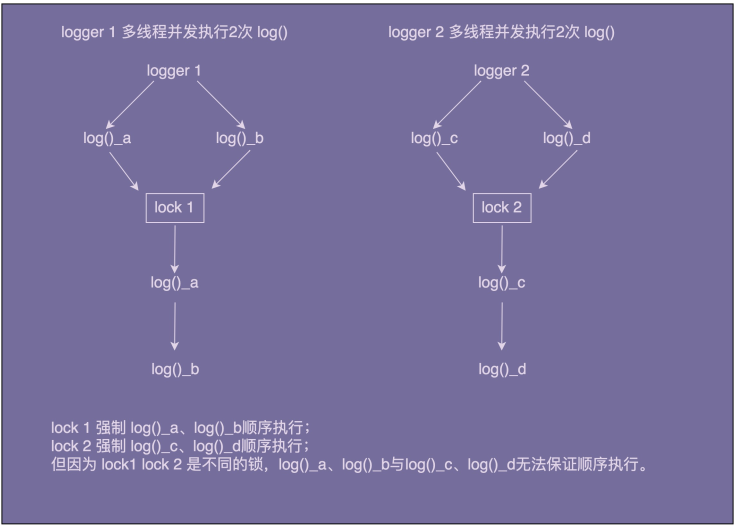 logger 1 多线程并发执行2次 log()
logger 2 多线程并发执行2次 log()
logger 1
logger 2
log()_a
log()_b
log()_c
log()_d
lock 1
lock 2
log()_a
log()_c
log()_b
log()_d
lock 1 强制 log()_a、log()_b顺序执行；
lock 2 强制 log()_c、log()_d顺序执行；
但因为 lock1 lock 2 是不同的锁，log()_a、log()_b与log()_c、log()_d无法保证顺序执行。